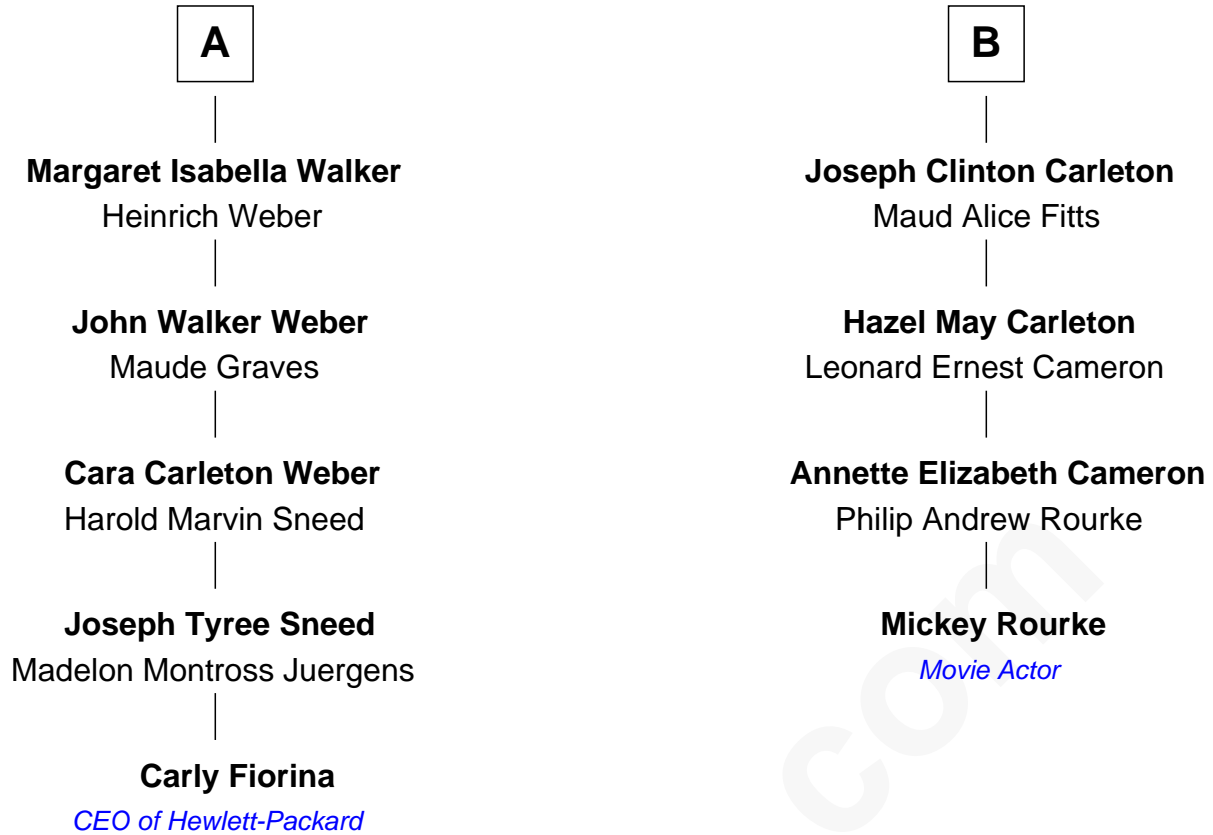 A
Margaret Isabella Walker
Heinrich Weber
John Walker Weber
Maude Graves
Cara Carleton Weber
Harold Marvin Sneed
Joseph Tyree Sneed
Madelon Montross Juergens
Carly Fiorina
CEO of Hewlett-Packard
B
Joseph Clinton Carleton
Maud Alice Fitts
Hazel May Carleton
Leonard Ernest Cameron
Annette Elizabeth Cameron
Philip Andrew Rourke
Mickey Rourke
Movie Actor
com